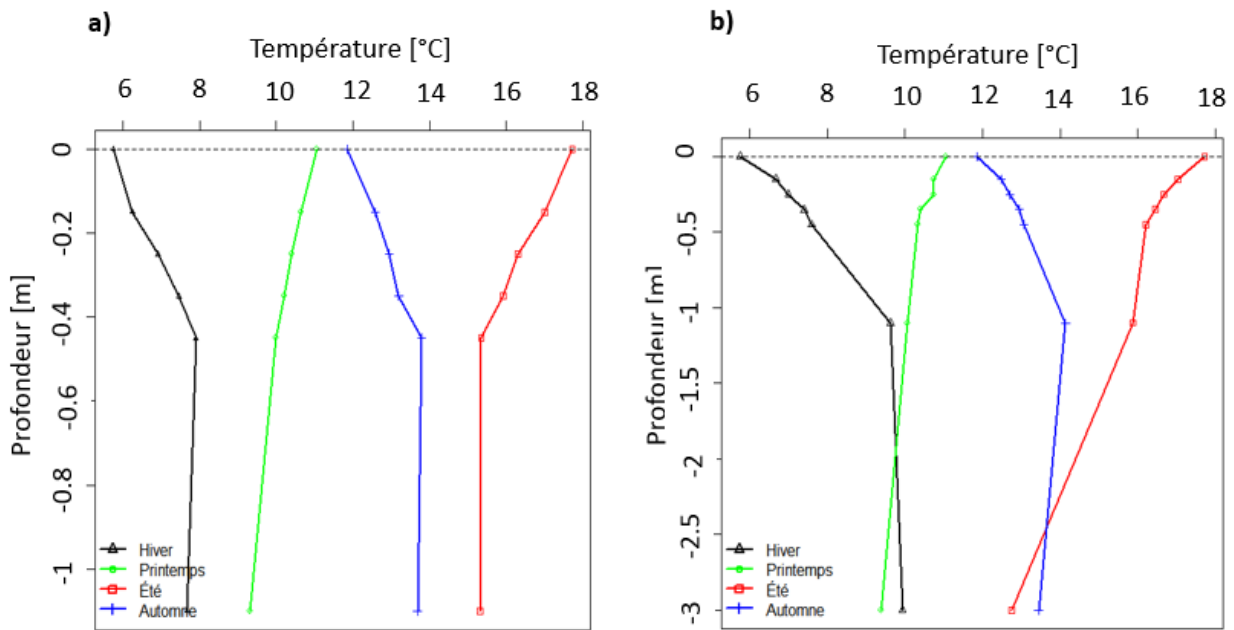 a)
Température [°C]
6 8 10 12 14 16 18
0
-0.2
-0.4
-0.6
-0.8
-1
Profondeur [m]
Hiver
Printemps
Été
Automne
b)
Température [°C]
6 8 10 12 14 16 18
0
-0.5
-1
-1.5
-2
-2.5
-3
Profondeur [m]
Hiver
Printemps
Été
Automne